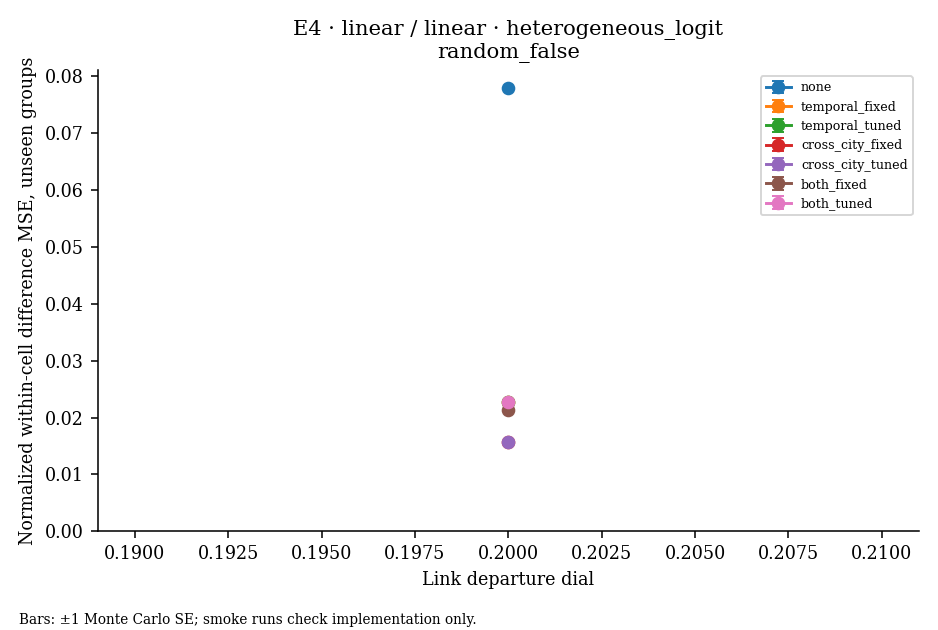 E4 · linear / linear · heterogeneous_logit
random_false
Normalized within-cell difference MSE, unseen groups
0.08
0.07
0.06
0.05
0.04
0.03
0.02
0.01
0.00
none
temporal_fixed
temporal_tuned
cross_city_fixed
cross_city_tuned
both_fixed
both_tuned
0.1900 0.1925 0.1950 0.1975 0.2000 0.2025 0.2050 0.2075 0.2100
Link departure dial
Bars: ±1 Monte Carlo SE; smoke runs check implementation only.